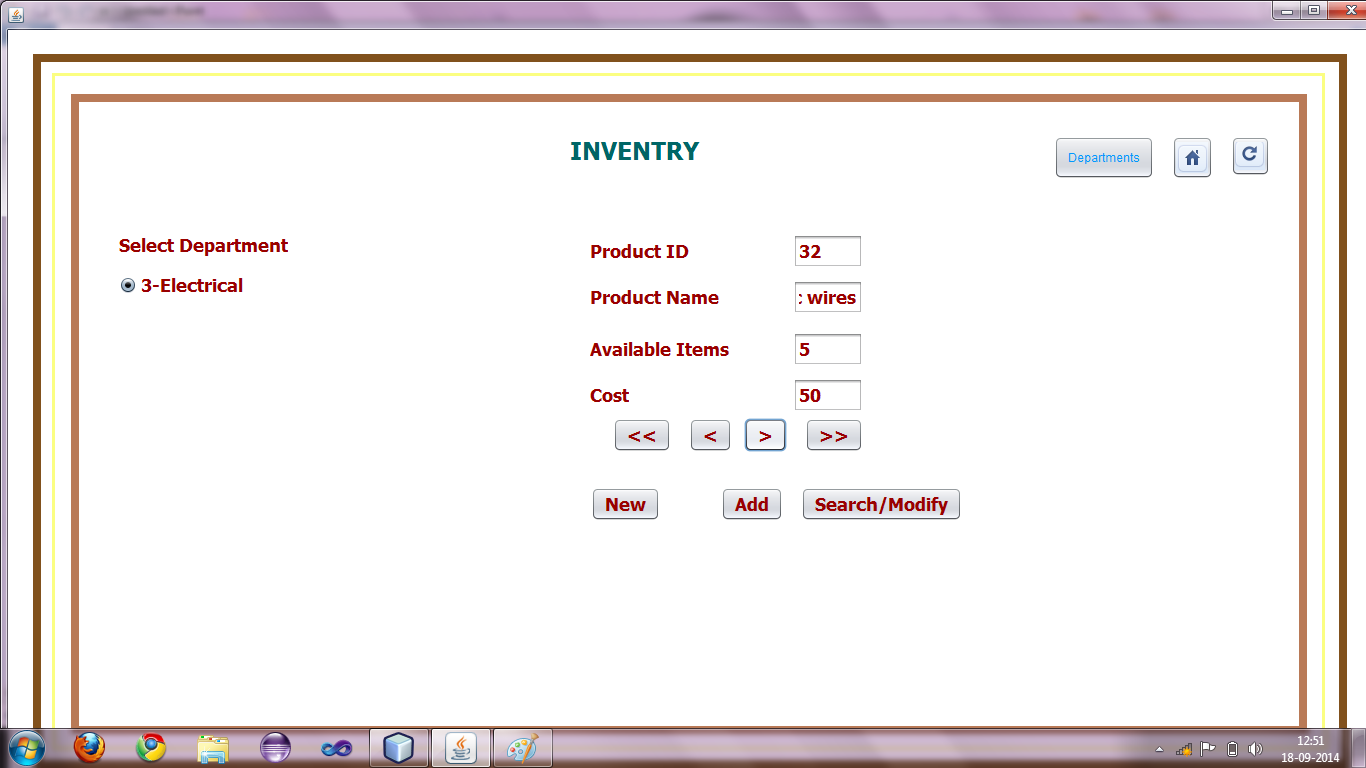 INVENTRY
Departments
Select Department
3-Electrical
Product ID 32
Product Name wires
Available Items 5
Cost 50
<< < > >>
New Add Search/Modify
12:51
18-09-2014